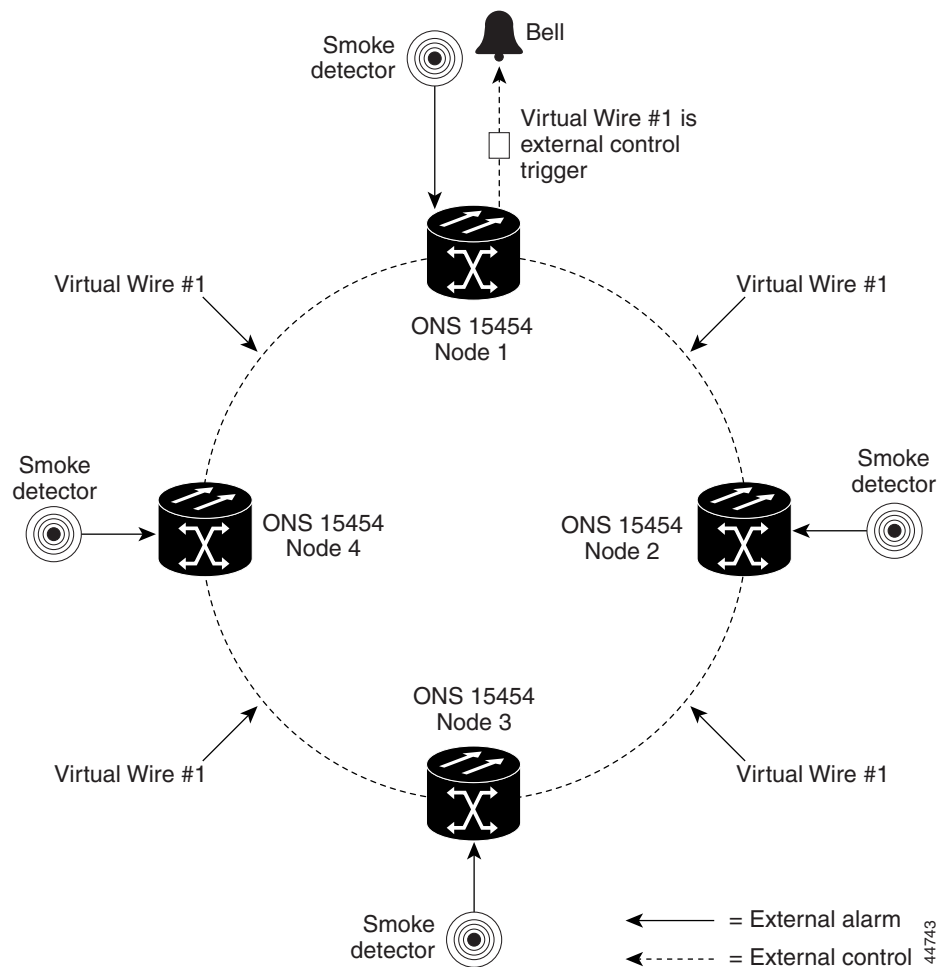 Smoke
detector
Bell
Virtual Wire #1 is
external control
trigger
Virtual Wire #1
Virtual Wire #1
ONS 15454
Node 1
Smoke
detector
ONS 15454
Node 4
ONS 15454
Node 2
Smoke
detector
ONS 15454
Node 3
Virtual Wire #1
Virtual Wire #1
Smoke
detector
= External alarm
= External control
44743